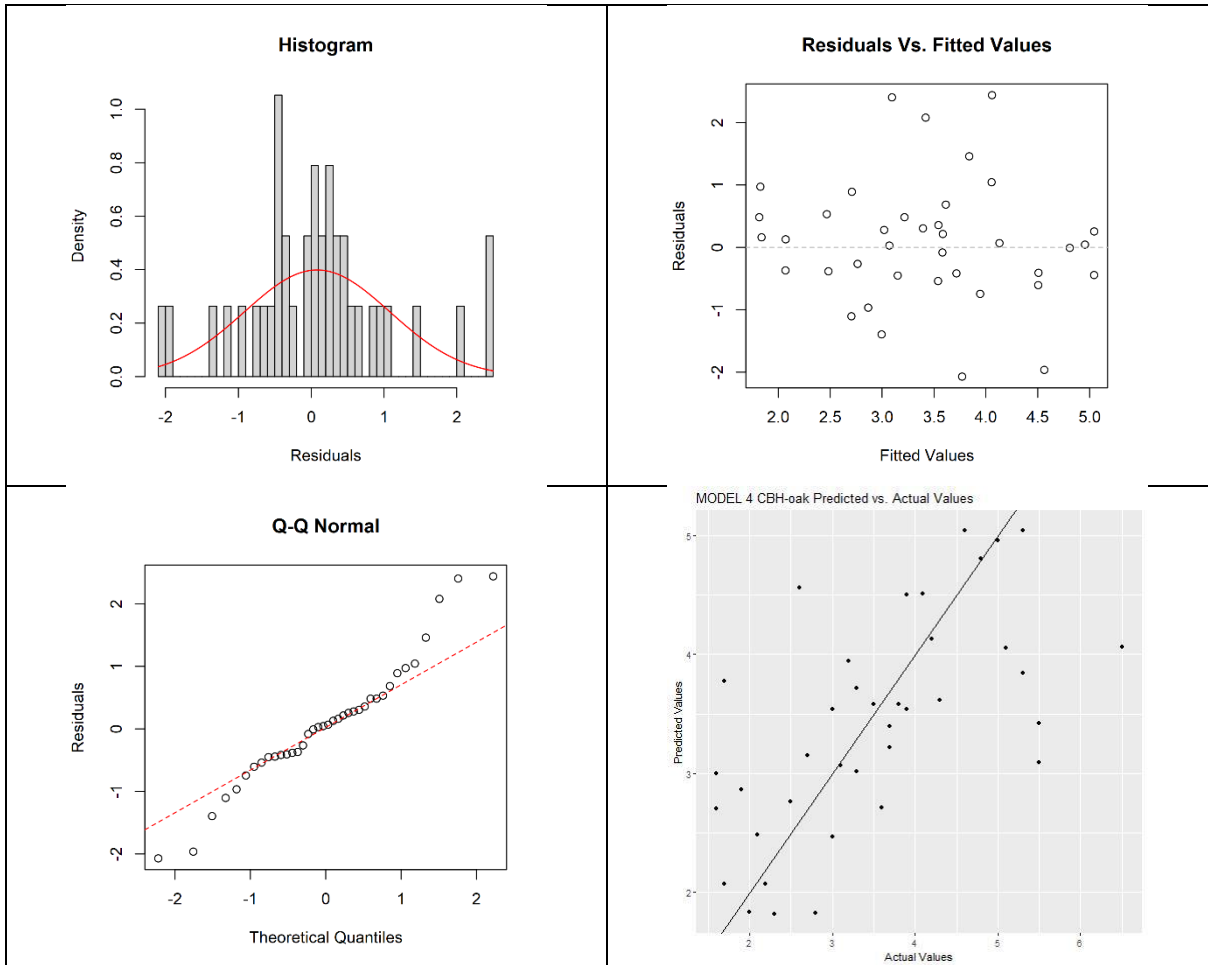 Histogram
Density
0.0 0.2 0.4 0.6 0.8 1.0
-2 -1 0 1 2
Residuals
Residuals Vs. Fitted Values
Residuals
-2 -1 0 1 2
2.0 2.5 3.0 3.5 4.0 4.5 5.0
Fitted Values
Q-Q Normal
Residuals
-2 -1 0 1 2
-2 -1 0 1 2
Theoretical Quantiles
MODEL 4 CBH-oak Predicted vs. Actual Values
Predicted Values
5
4
3
2
2 3 4 5 6
Actual Values